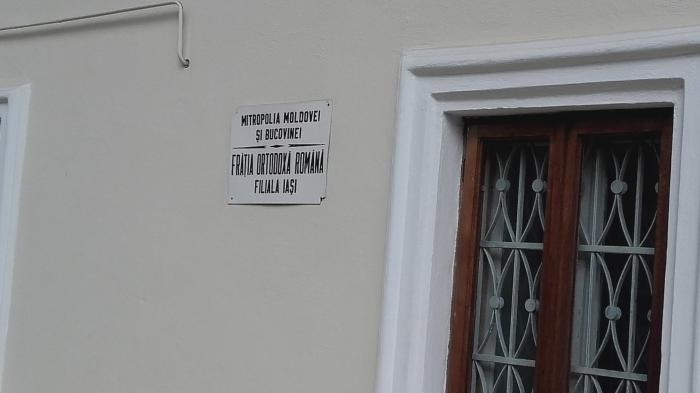 MITROPOLIA MOLDOVEI
ȘI BUCOVINEI
FRĂȚIA ORTODOXĂ ROMÂNĂ
FILIALA IAȘI